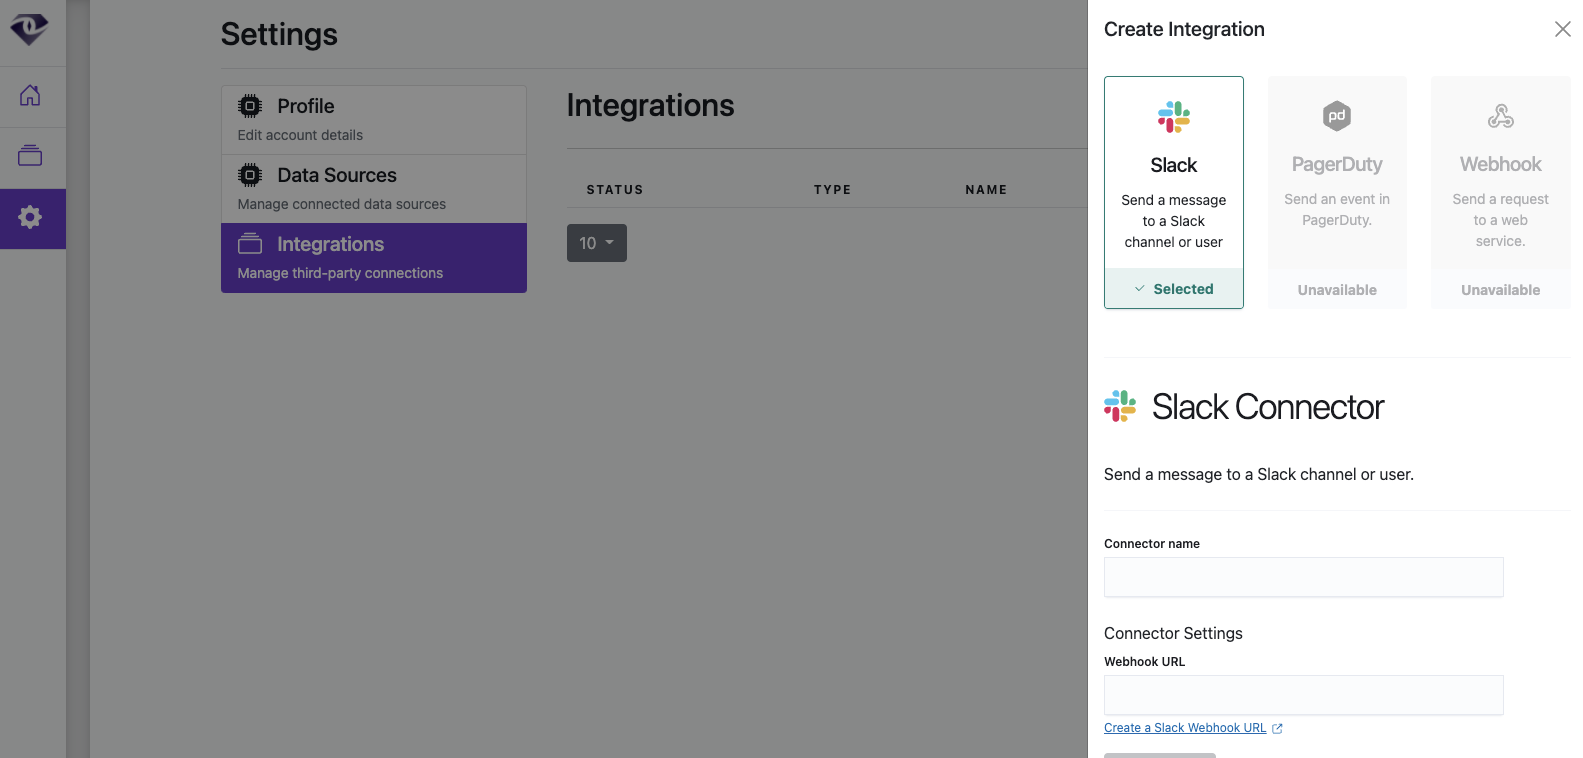 Settings
Profile
Edit account details
Data Sources
Manage connected data sources
Integrations
Manage third-party connections
Integrations
STATUS TYPE NAME
10
Create Integration
Slack
Send a message
to a Slack
channel or user
Selected
pd
PagerDuty
Send an event in
PagerDuty.
Unavailable
Webhook
Send a request
to a web
service.
Unavailable
Slack Connector
Send a message to a Slack channel or user.
Connector name
Connector Settings
Webhook URL
Create a Slack Webhook URL